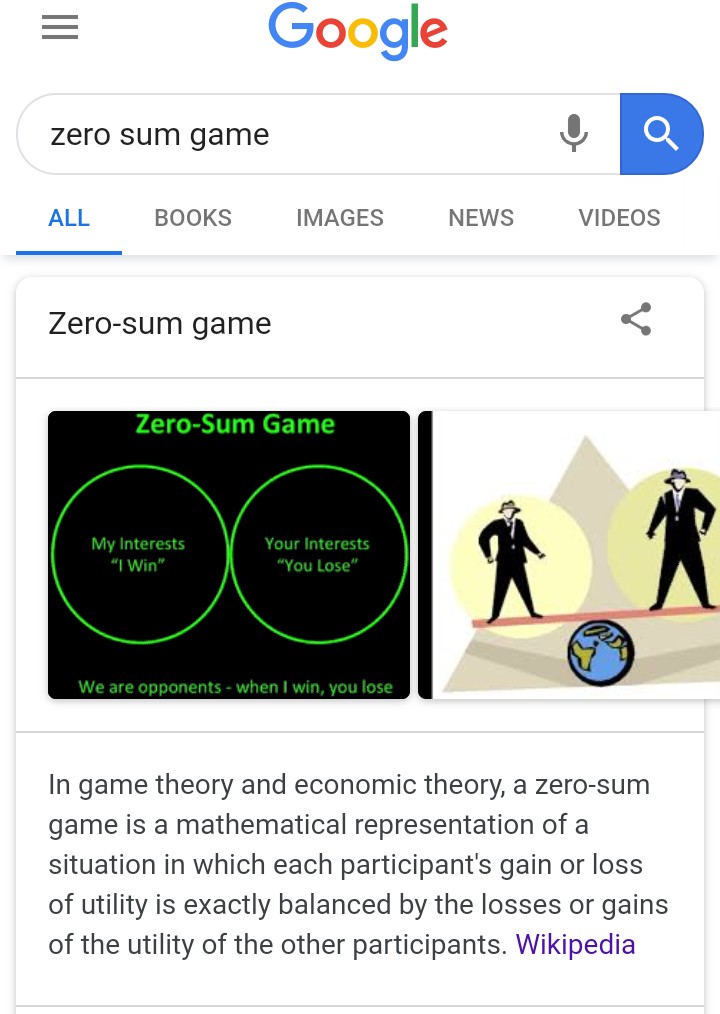 Google
zero sum game
ALL BOOKS IMAGES NEWS VIDEOS
Zero-sum game
Zero-Sum Game
My Interests
“I Win”
Your Interests
“You Lose”
We are opponents - when I win, you lose
In game theory and economic theory, a zero-sum
game is a mathematical representation of a
situation in which each participant's gain or loss
of utility is exactly balanced by the losses or gains
of the utility of the other participants. Wikipedia